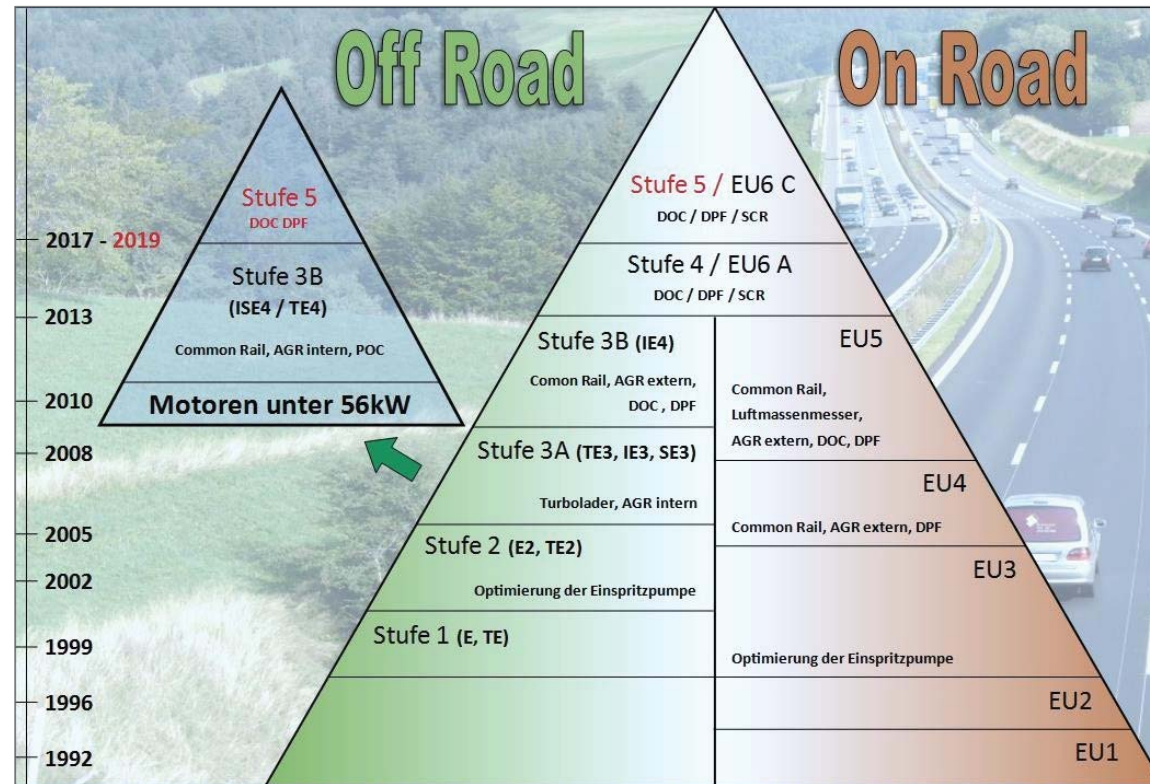 Off Road
On Road
Stufe 5
DOC DPF
Stufe 3B
(ISE4 / TE4)
Common Rail, AGR intern, POC
Motoren unter 56kW
2017 - 2019
2013
2010
2008
2005
2002
1999
1996
1992
Stufe 5 / EU6 C
DOC / DPF / SCR
Stufe 4 / EU6 A
DOC / DPF / SCR
Stufe 3B (IE4)
Comon Rail, AGR extern,
DOC , DPF
Stufe 3A (TE3, IE3, SE3)
Turbolader, AGR intern
Stufe 2 (E2, TE2)
Optimierung der Einspritzpumpe
Stufe 1 (E, TE)
EU5
Common Rail,
Luftmassenmesser,
AGR extern, DOC, DPF
EU4
Common Rail, AGR extern, DPF
EU3
Optimierung der Einspritzpumpe
EU2
EU1